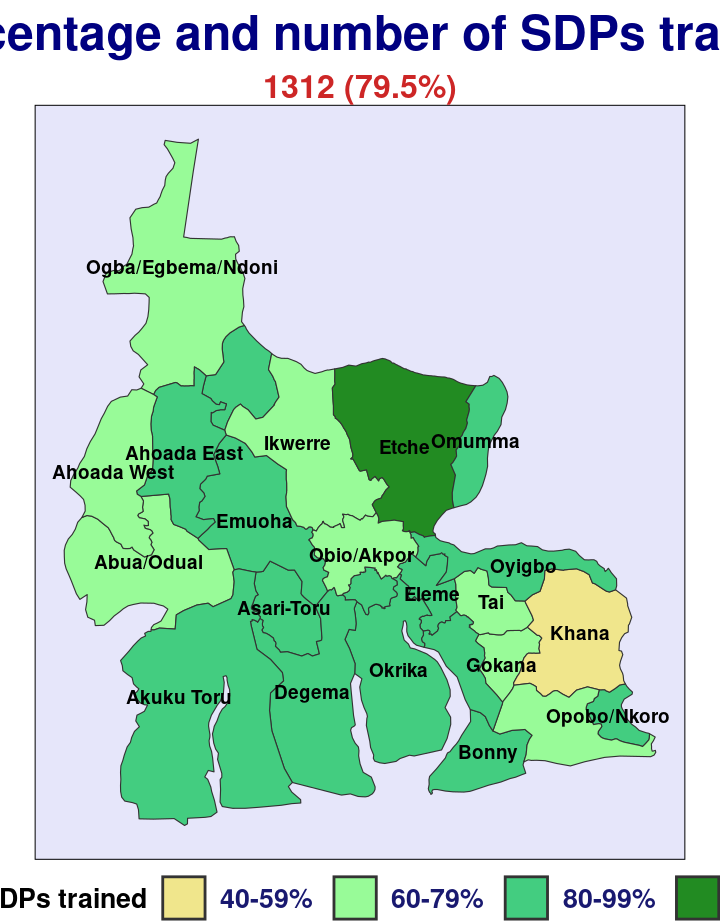 centage and number of SDPs tra
1312 (79.5%)
Ogba/Egbema/Ndoni
Ikwerre
Etche
Omumma
Ahoada East
Ahoada West
Emuoha
Obio/Akpor
Abua/Odual
Oyigbo
Eleme
Tai
Asari-Toru
Khana
Gokana
Okrika
Degema
Akuku Toru
Opobo/Nkoro
Bonny
DPs trained 40-59% 60-79% 80-99%